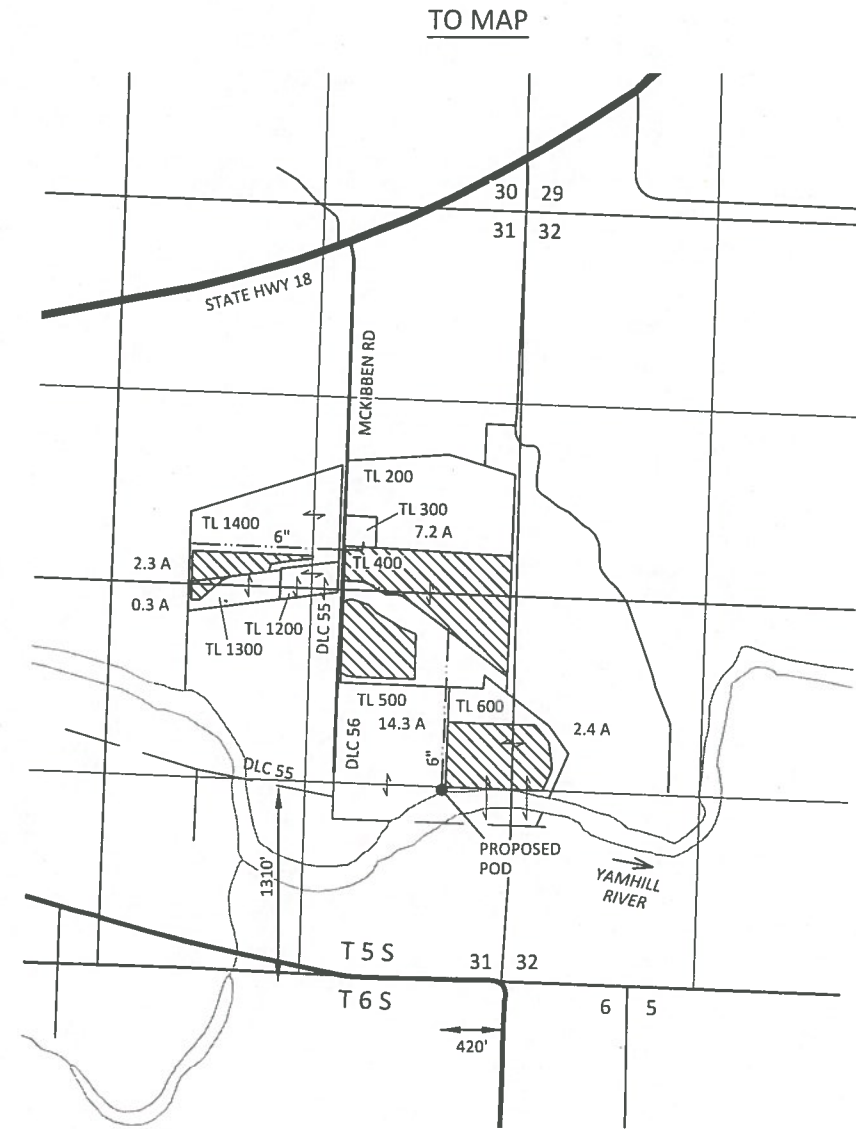 TO MAP
30 29
31 32
STATE HWY 18
MCKIBBEN RD
TL 200
TL 300
7.2 A
TL 1400
6"
TL 400
2.3 A
0.3 A
TL 1200
TL 1300
DLC 55
TL 500
14.3 A
TL 600
2.4 A
DLC 56
6"
DLC 55
PROPOSED
POD
YAMHILL
RIVER
1310'
T 5 S
31 32
T 6 S
6 5
420'